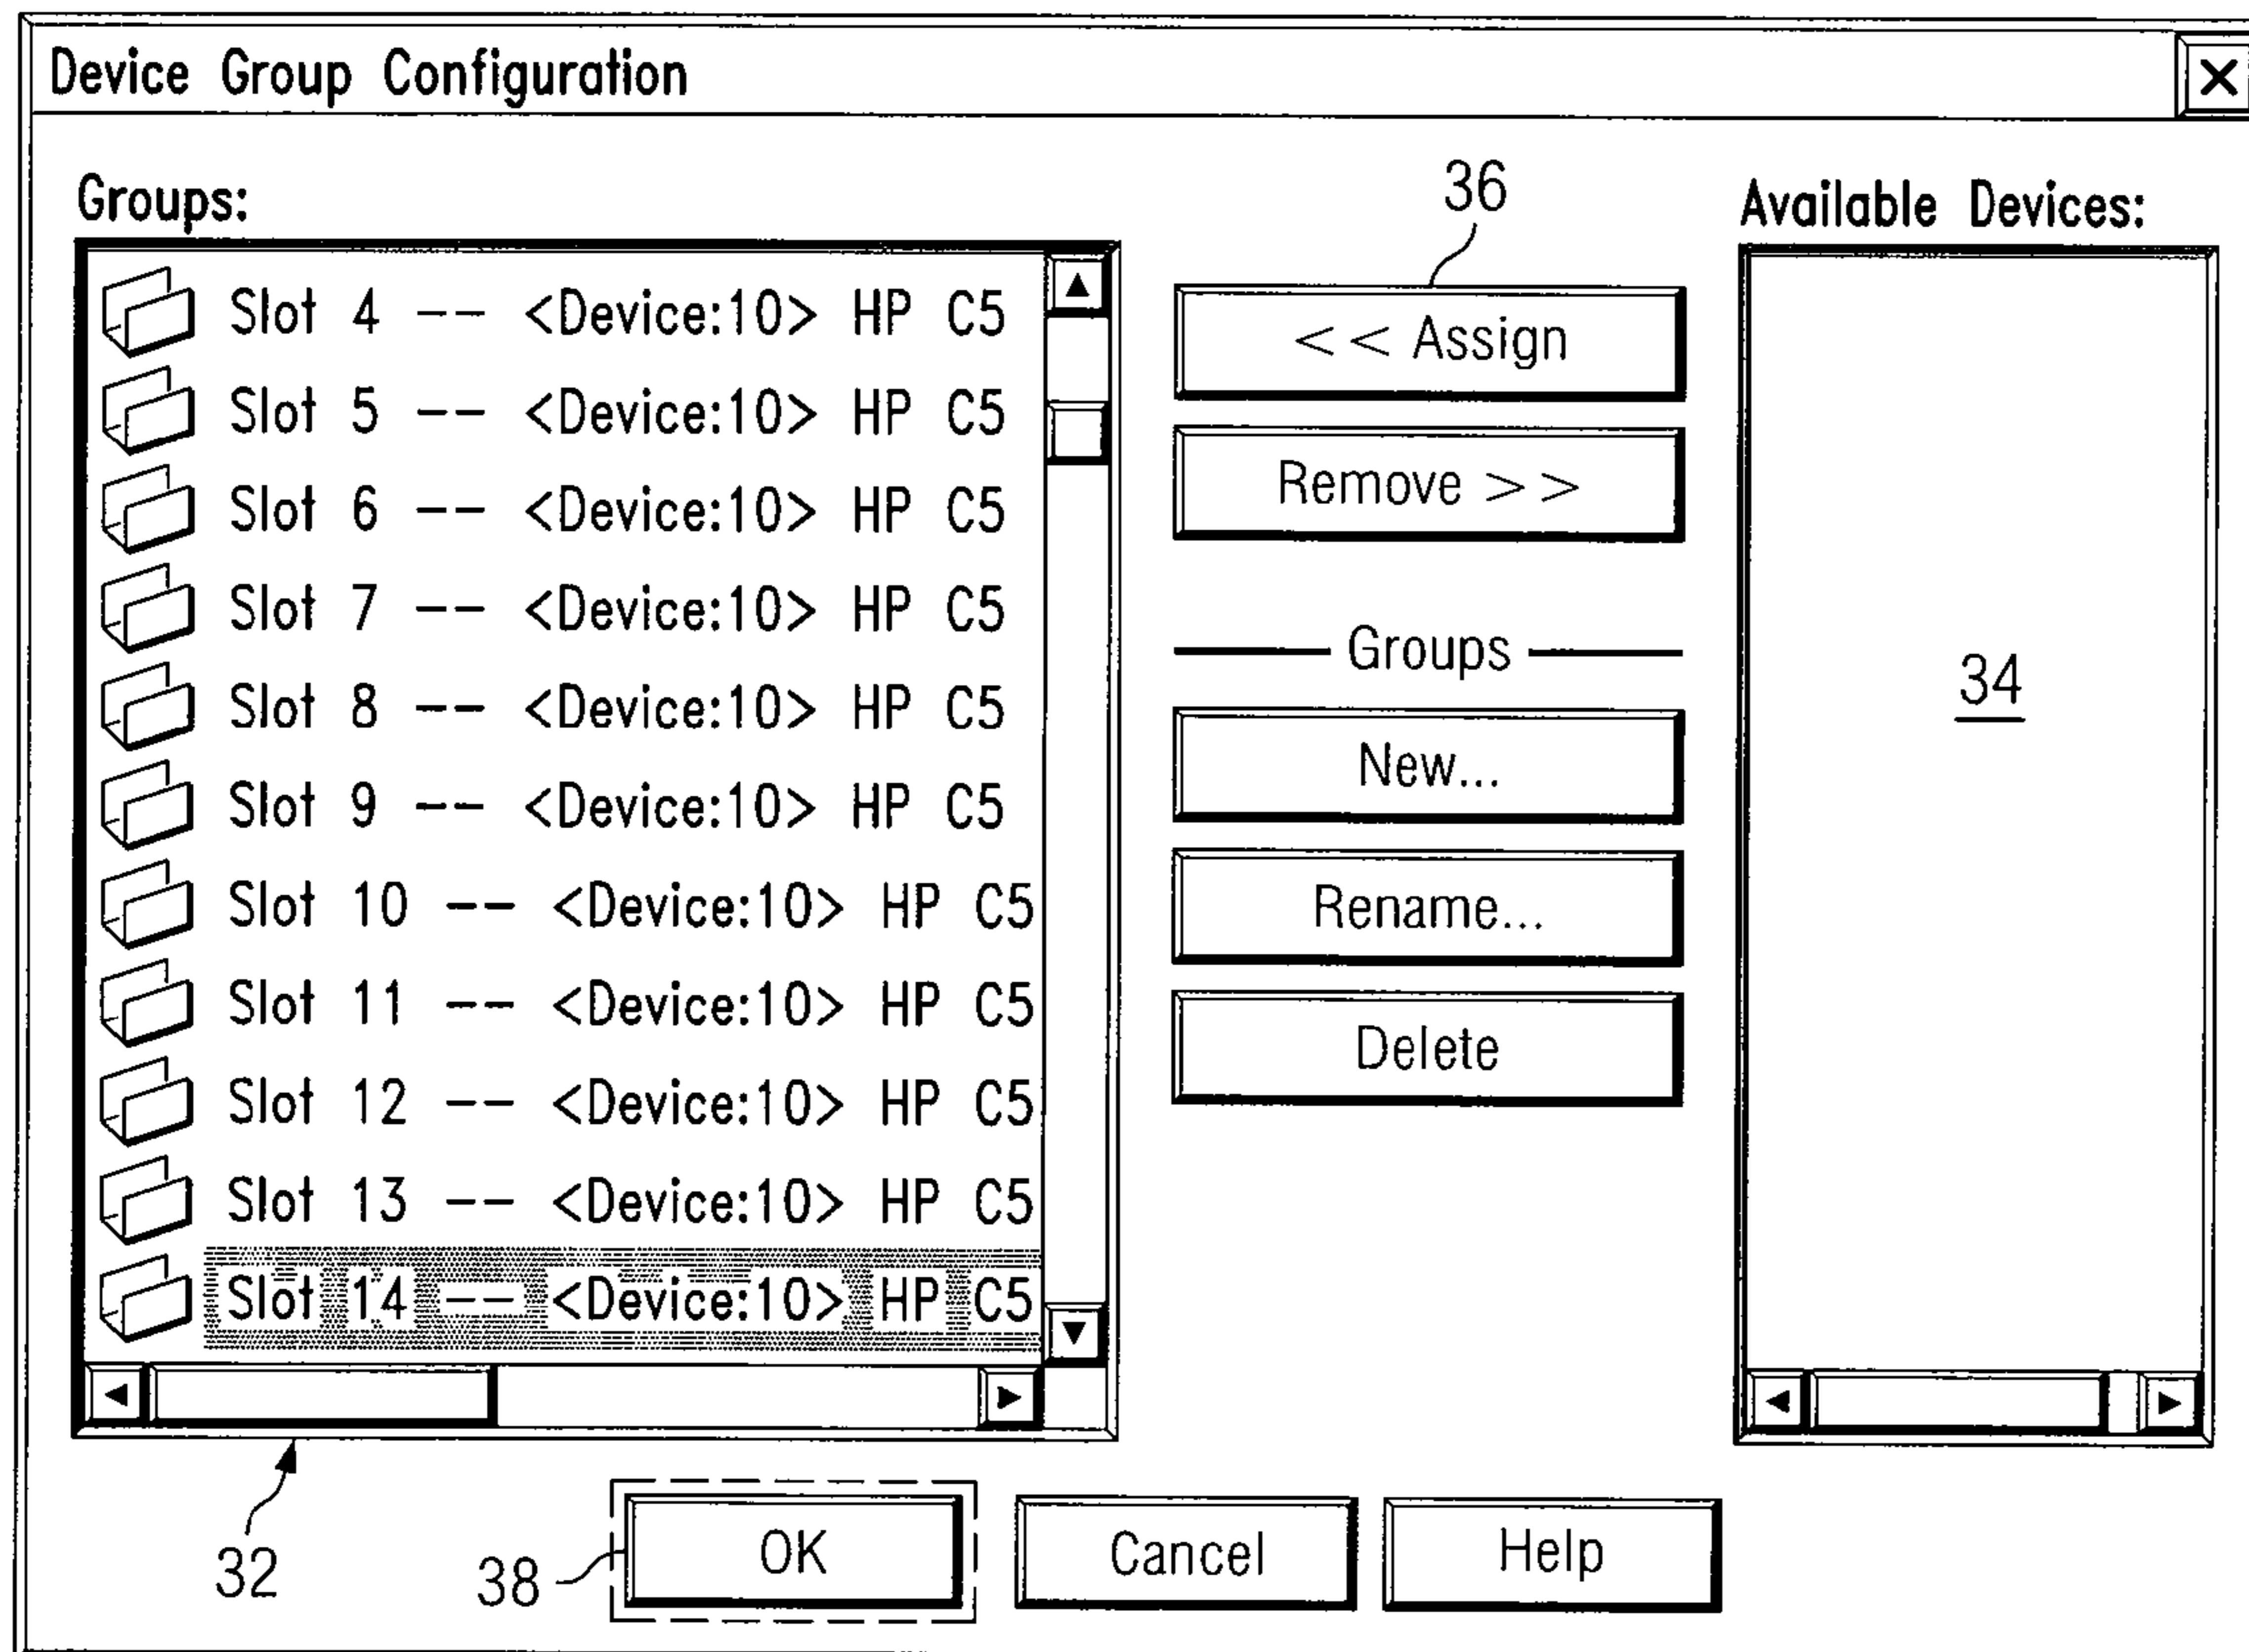 Device Group Configuration
Groups:
Slot 4 -- <Device:10> HP C5
Slot 5 -- <Device:10> HP C5
Slot 6 -- <Device:10> HP C5
Slot 7 -- <Device:10> HP C5
Slot 8 -- <Device:10> HP C5
Slot 9 -- <Device:10> HP C5
Slot 10 -- <Device:10> HP C5
Slot 11 -- <Device:10> HP C5
Slot 12 -- <Device:10> HP C5
Slot 13 -- <Device:10> HP C5
Slot 14 -- <Device:10> HP C5
32
36
<< Assign
Remove >>
Groups
New...
Rename...
Delete
Available Devices:
34
38
OK
Cancel
Help